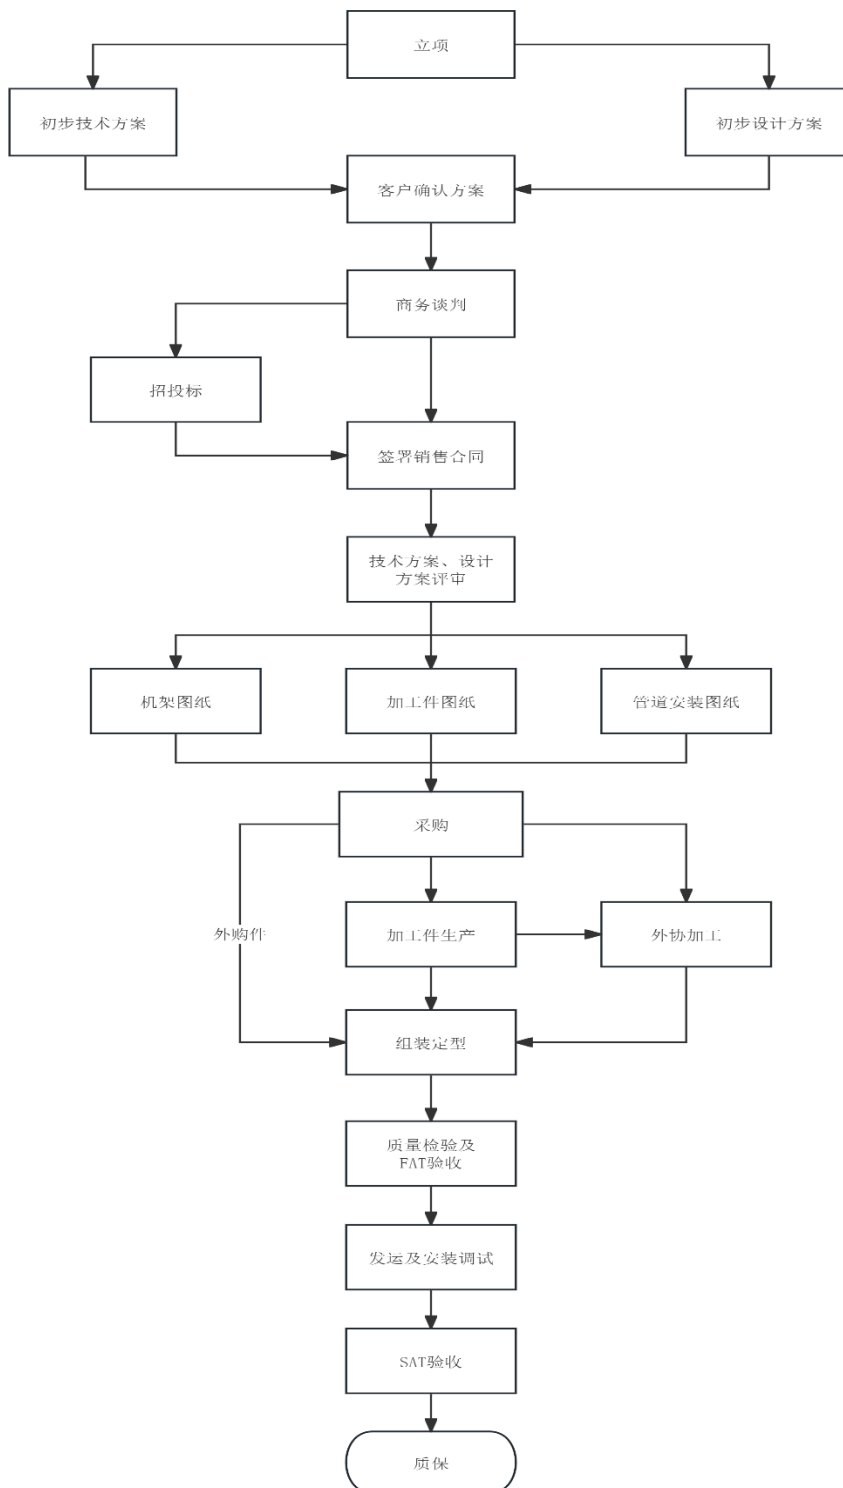 立项
初步技术方案
初步设计方案
客户确认方案
商务谈判
招投标
签署销售合同
技术方案、设计
方案评审
机架图纸
加工件图纸
管道安装图纸
采购
外购件
加工件生产
外协加工
组装定型
质量检验及
FAT验收
发运及安装调试
SAT验收
质保